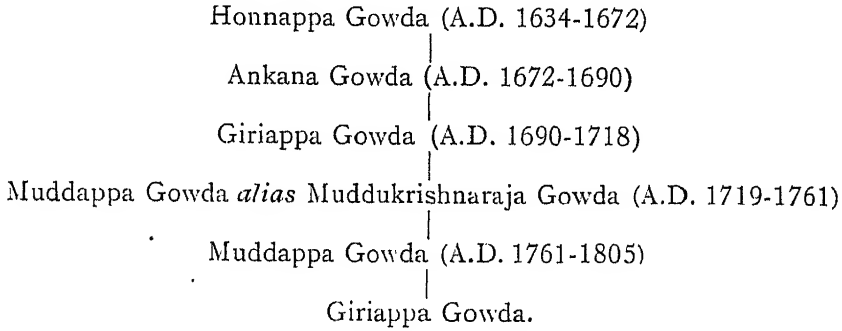 Honnappa Gowda (A.D. 1634-1672)
Ankana Gowda (A.D. 1672-1690)
Giriappa Gowda (A.D. 1690-1718)
Muddappa Gowda alias Muddukrishnaraja Gowda (A.D. 1719-1761)
Muddappa Gowda (A.D. 1761-1805)
Giriappa Gowda.